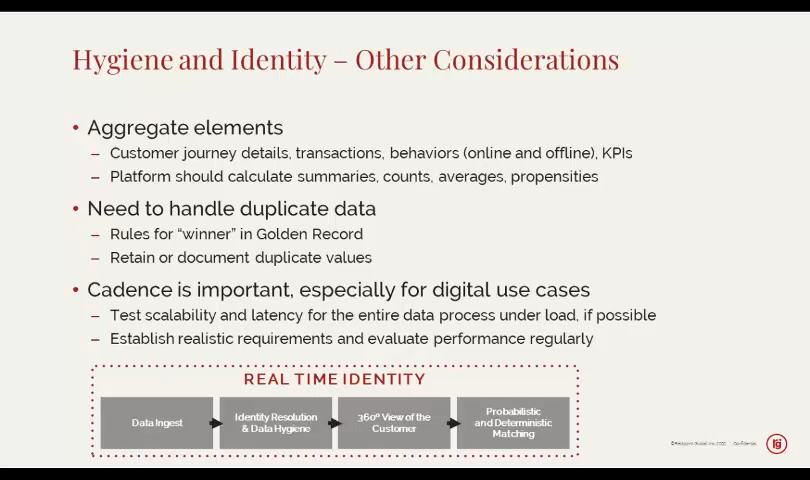 Hygiene and Identity – Other Considerations
• Aggregate elements
– Customer journey details, transactions, behaviors (online and offline), KPIs
– Platform should calculate summaries, counts, averages, propensities
• Need to handle duplicate data
– Rules for “winner” in Golden Record
– Retain or document duplicate values
• Cadence is important, especially for digital use cases
– Test scalability and latency for the entire data process under load, if possible
– Establish realistic requirements and evaluate performance regularly
REAL TIME IDENTITY
Data Ingest
Identity Resolution
& Data Hygiene
360º View of the
Customer
Probabilistic
and Deterministic
Matching
Confidential
rg